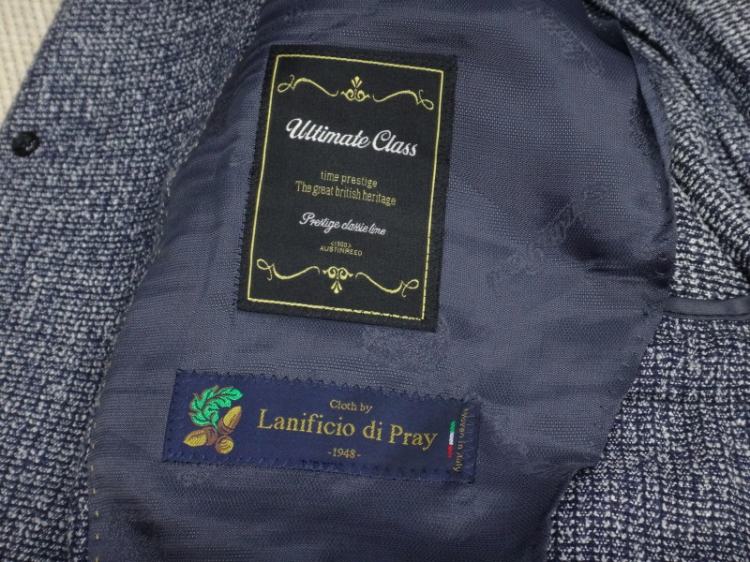 Ultimate Class
time prestige
The great british heritage
Prestige classic line
<1900>
AUSTINREED
Cloth by
Lanificio di Pray
-1948-
Woven in Italy